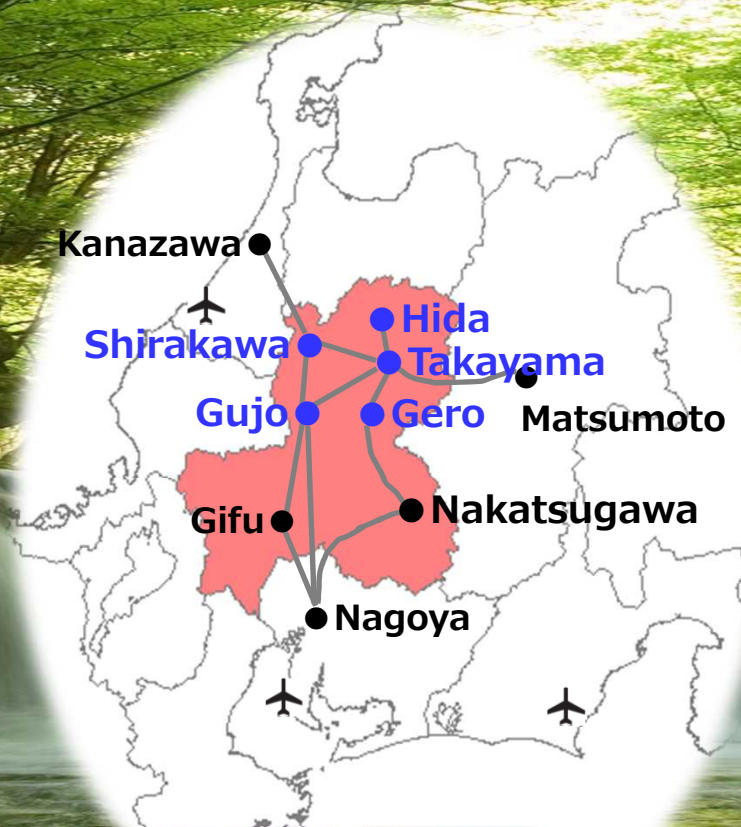 Kanazawa
Hida
Shirakawa
Takayama
Matsumoto
Gujo
Gero
Gifu
Nakatsugawa
Nagoya